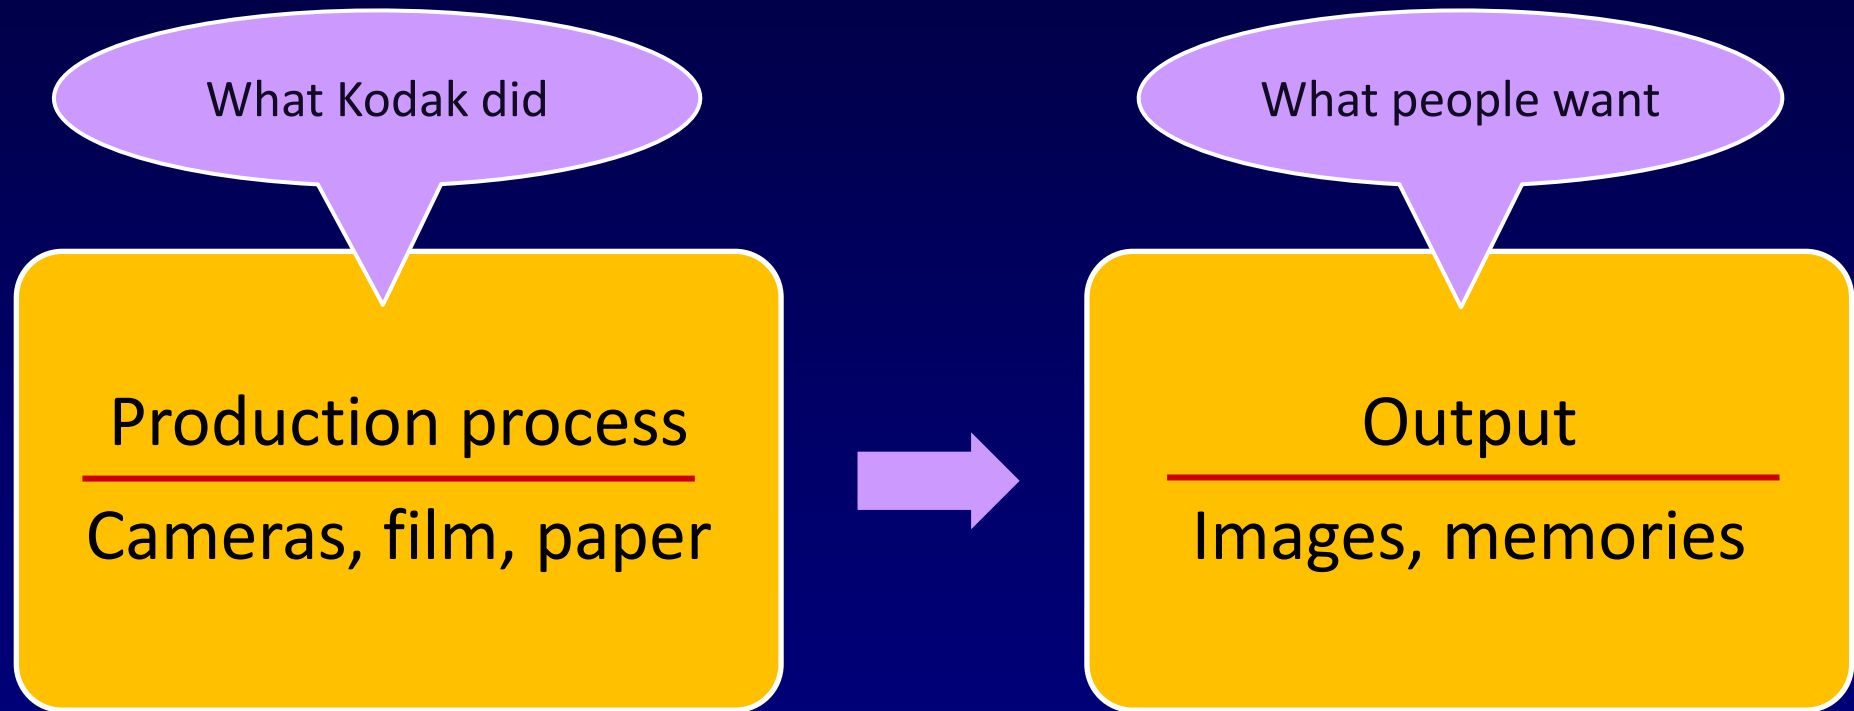 What Kodak did
What people want
Production process
Cameras, film, paper
Output
Images, memories